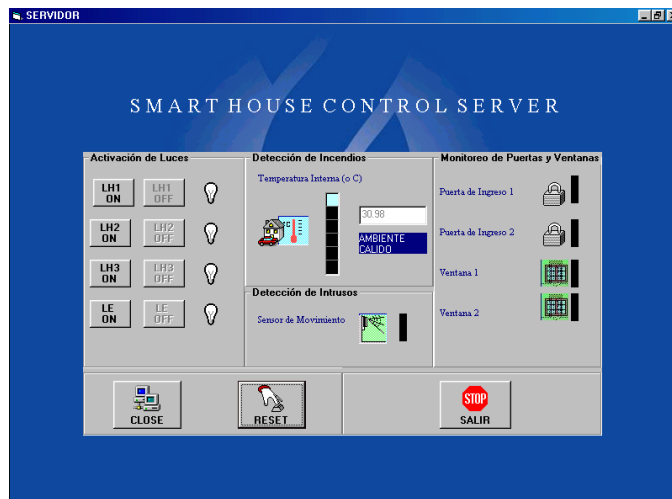 SERVIDOR
SMART HOUSE CONTROL SERVER
Activación de Luces
LH1 ON
LH1 OFF
LH2 ON
LH2 OFF
LH3 ON
LH3 OFF
LE ON
LE OFF
Detección de Incendios
Temperatura Interna (o C)
°C
30.98
AMBIENTE
CALIDO
Detección de Intrusos
Sensor de Movimiento
Monitoreo de Puertas y Ventanas
Puerta de Ingreso 1
Puerta de Ingreso 2
Ventana 1
Ventana 2
CLOSE
RESET
STOP
SALIR